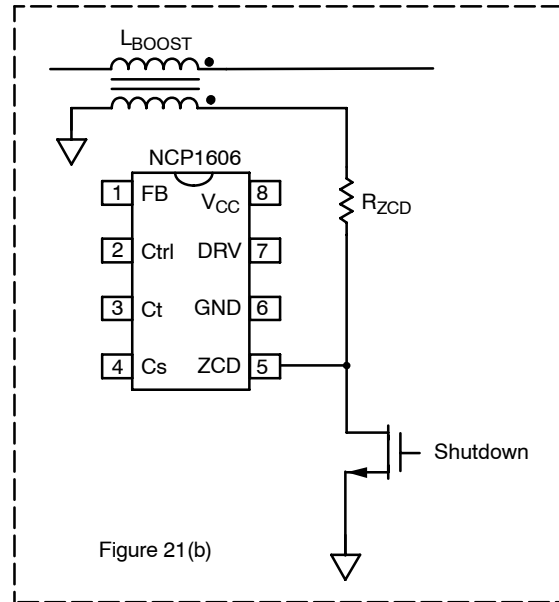 LBOOST
NCP1606
1 FB VCC 8
RZCD
2 Ctrl DRV 7
3 Ct GND 6
4 Cs ZCD 5
Shutdown
Figure 21(b)